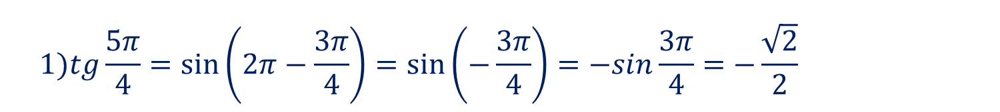 1) tg 5π/4 = sin(2π − 3π/4) = sin(−3π/4) = −sin 3π/4 = −√2/2